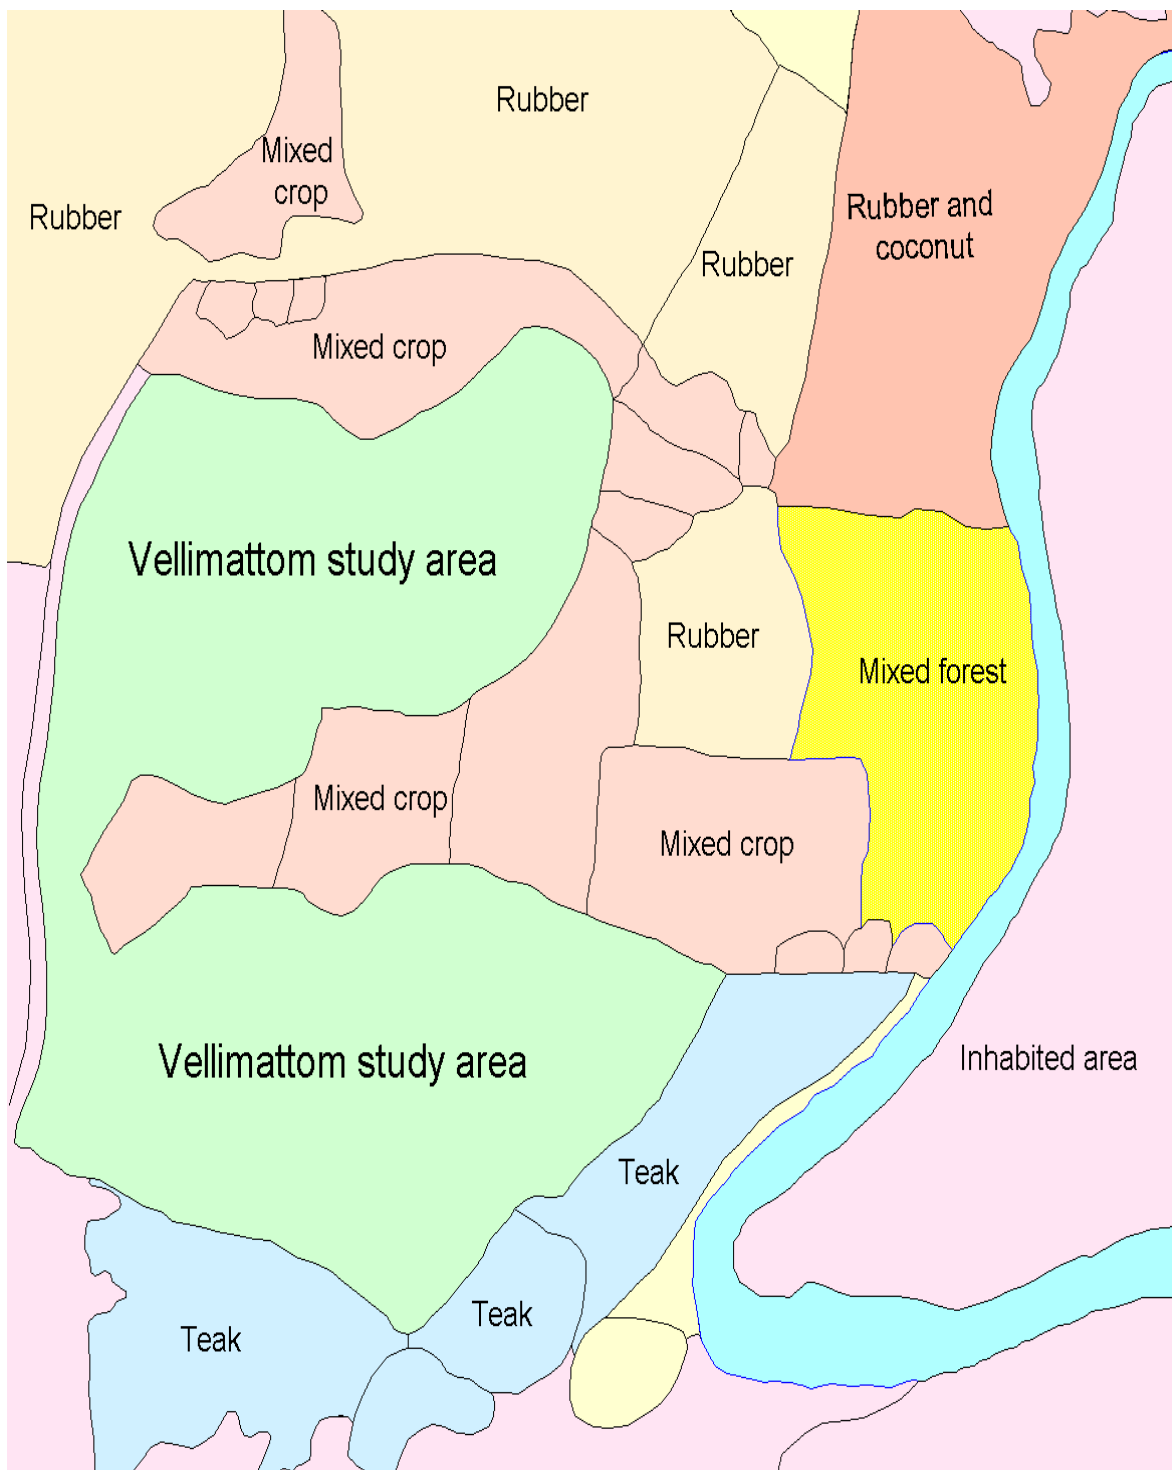 Rubber
Mixed
crop
Rubber
Rubber and
coconut
Rubber
Mixed crop
Vellimattom study area
Rubber
Mixed forest
Mixed crop
Mixed crop
Vellimattom study area
Inhabited area
Teak
Teak
Teak